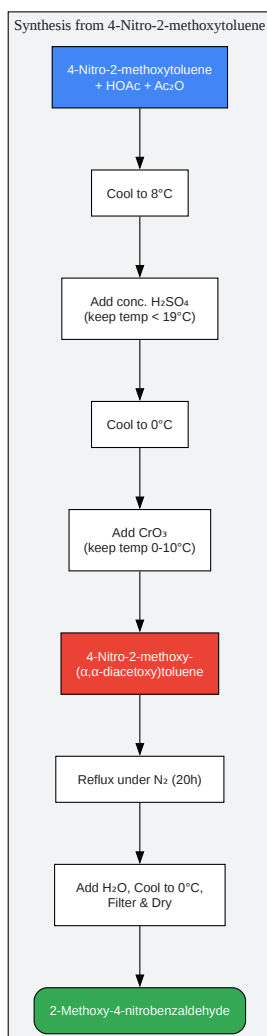 Synthesis from 4-Nitro-2-methoxytoluene
4-Nitro-2-methoxytoluene
+ HOAc + Ac₂O
Cool to 8°C
Add conc. H₂SO₄
(keep temp < 19°C)
Cool to 0°C
Add CrO₃
(keep temp 0-10°C)
4-Nitro-2-methoxy-
(α,α-diacetoxy)toluene
Reflux under N₂ (20h)
Add H₂O, Cool to 0°C,
Filter & Dry
2-Methoxy-4-nitrobenzaldehyde